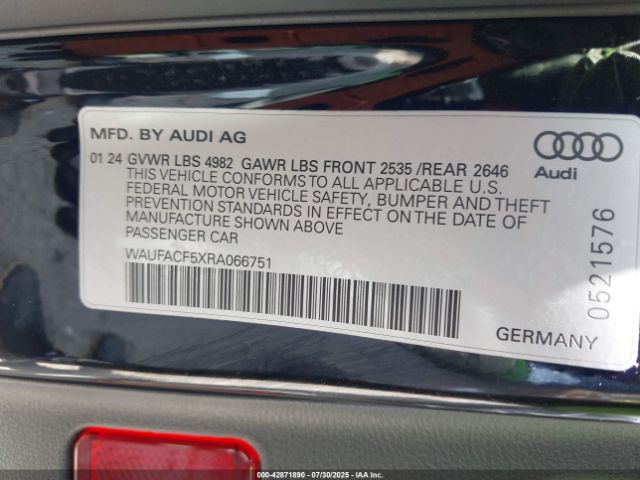 MFD. BY AUDI AG
01 24 GVWR LBS 4982 GAWR LBS FRONT 2535 /REAR 2646
THIS VEHICLE CONFORMS TO ALL APPLICABLE U.S.
FEDERAL MOTOR VEHICLE SAFETY, BUMPER AND THEFT
PREVENTION STANDARDS IN EFFECT ON THE DATE OF
MANUFACTURE SHOWN ABOVE
PASSENGER CAR
WAUFACF5XRA066751
Audi
0521576
GERMANY
000-42871890 07/30/2025 IAA